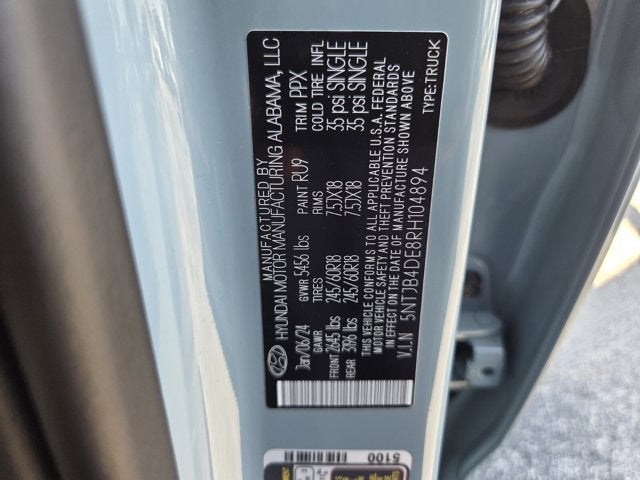 MANUFACTURED BY
HYUNDAI MOTOR MANUFACTURING ALABAMA, LLC
Jan/06/24 GVWR 5456 lbs PAINT RU9 TRIM PPX
GAWR TIRES RIMS COLD TIRE INFL
FRONT 2645 lbs 245/60R18 7.5JX18 35 psi SINGLE
REAR 3196 lbs 245/60R18 7.5JX18 35 psi SINGLE
THIS VEHICLE CONFORMS TO ALL APPLICABLE U.S.A. FEDERAL
MOTOR VEHICLE SAFETY AND THEFT PREVENTION STANDARDS
IN EFFECT ON THE DATE OF MANUFACTURE SHOWN ABOVE
V.I.N 5NTJB4DE8RH104894 TYPE:TRUCK
5100